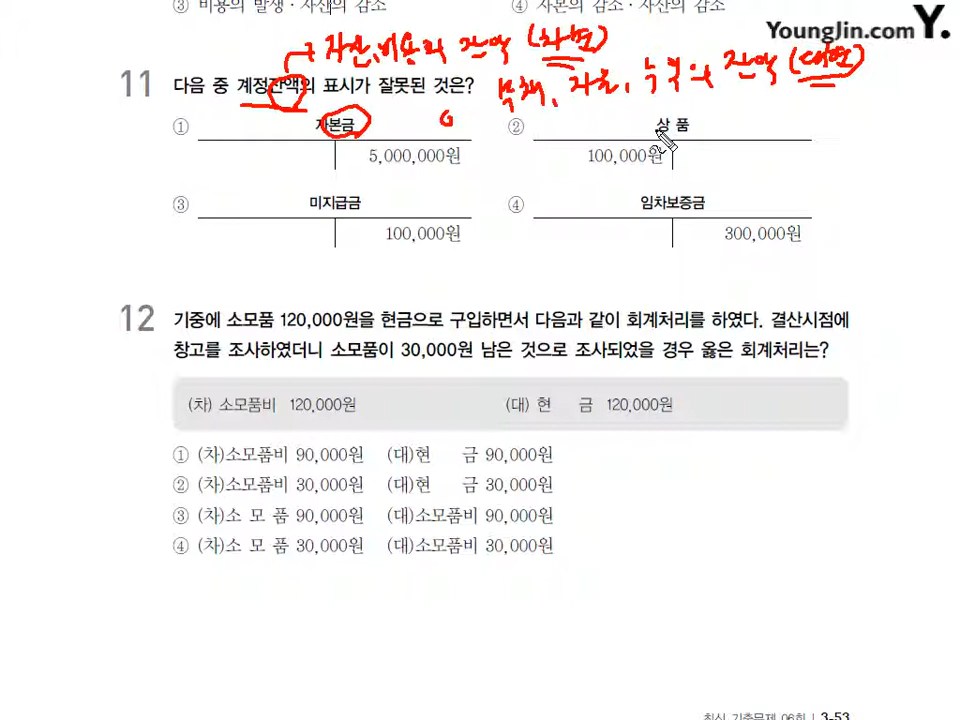 ③ 비용의 발생·자산의 감소 ④ 자본의 감소·자산의 감소
Younglin.com Y.
자산, 비용의 잔액 (차변)
부채, 자본, 수익의 잔액 (대변)
11 다음 중 계정잔액의 표시가 잘못된 것은?
① 자본금 ② 상 품
5,000,000원 100,000원
③ 미지급금 ④ 임차보증금
100,000원 300,000원
12 기중에 소모품 120,000원을 현금으로 구입하면서 다음과 같이 회계처리를 하였다. 결산시점에
창고를 조사하였더니 소모품이 30,000원 남은 것으로 조사되었을 경우 옳은 회계처리는?
(차) 소모품비 120,000원 (대) 현 금 120,000원
① (차)소모품비 90,000원 (대)현 금 90,000원
② (차)소모품비 30,000원 (대)현 금 30,000원
③ (차)소 모 품 90,000원 (대)소모품비 90,000원
④ (차)소 모 품 30,000원 (대)소모품비 30,000원
최신 기출문제 06회 | 3-53